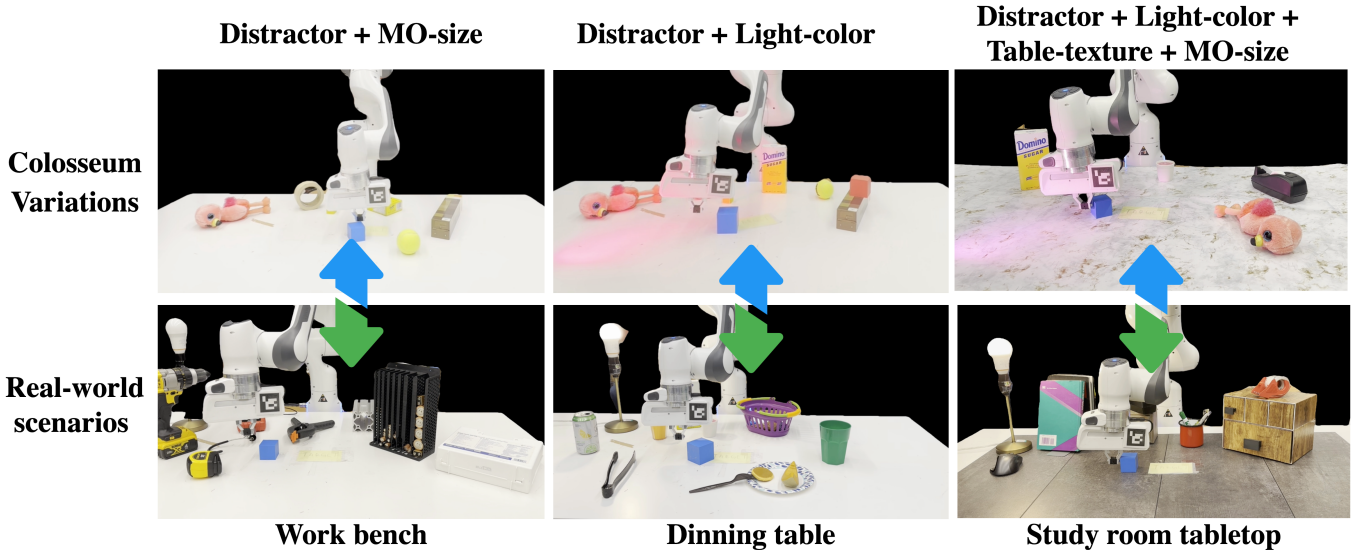 Distractor + MO-size
Distractor + Light-color
Distractor + Light-color +
Table-texture + MO-size
Colosseum
Variations
Domino
SUGAR
Domino
SUGAR
Real-world
scenarios
Work bench
Dinning table
Study room tabletop